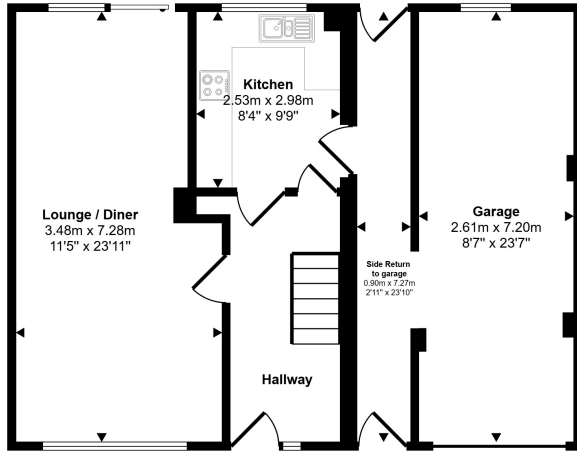 Kitchen
2.53m x 2.98m
8'4" x 9'9"
Lounge / Diner
3.48m x 7.28m
11'5" x 23'11"
Garage
2.61m x 7.20m
8'7" x 23'7"
Side Return
to garage
0.90m x 7.27m
2'11" x 23'10"
Hallway